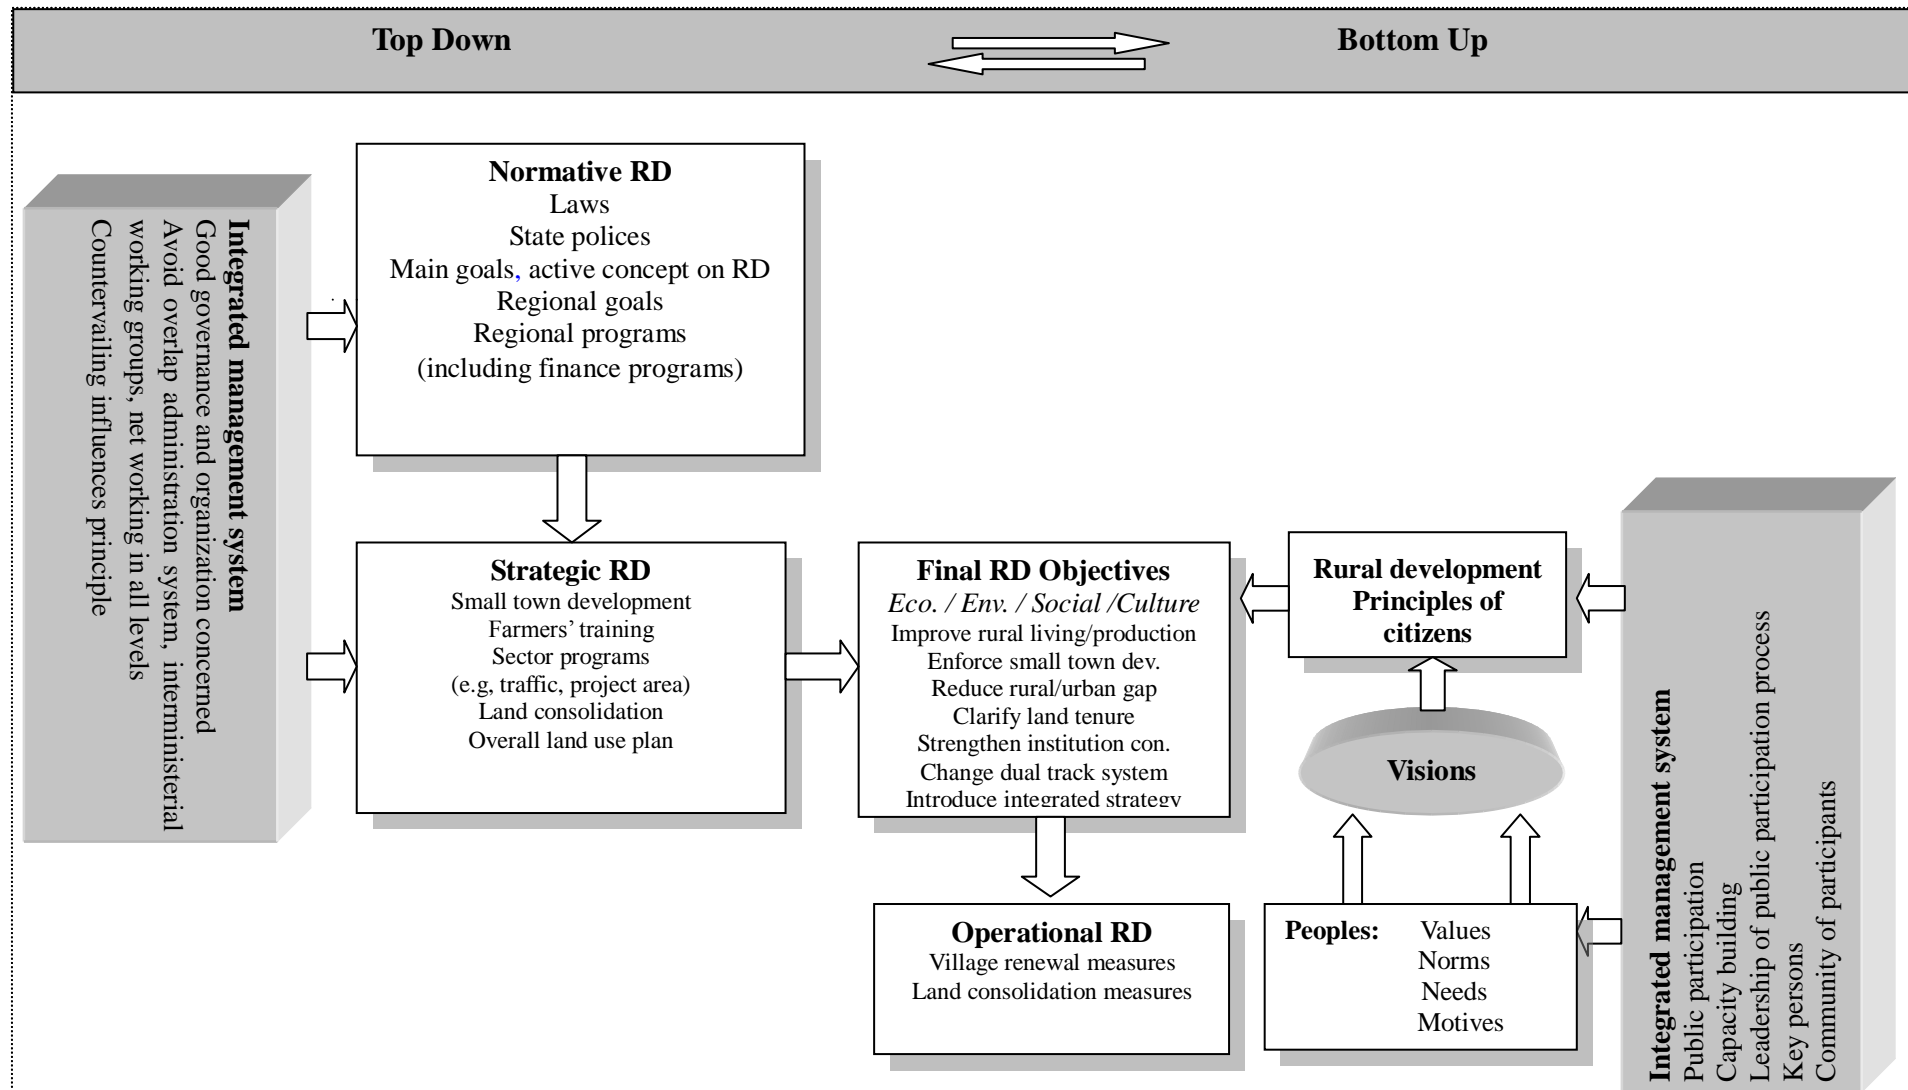 Top Down
Bottom Up
Integrated management system
Good governance and organization concerned
Avoid overlap administration system, interministerial
working groups, net working in all levels
Countervailing influences principle
Normative RD
Laws
State polices
Main goals, active concept on RD
Regional goals
Regional programs
(including finance programs)
Strategic RD
Small town development
Farmers' training
Sector programs
(e.g, traffic, project area)
Land consolidation
Overall land use plan
Final RD Objectives
Eco. / Env. / Social /Culture
Improve rural living/production
Enforce small town dev.
Reduce rural/urban gap
Clarify land tenure
Strengthen institution con.
Change dual track system
Introduce integrated strategy
Operational RD
Village renewal measures
Land consolidation measures
Rural development
Principles of
citizens
Visions
Peoples: Values
Norms
Needs
Motives
Integrated management system
Public participation
Capacity building
Leadership of public participation process
Key persons
Community of participants